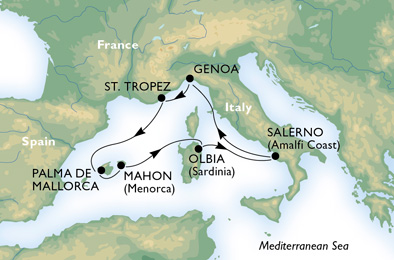 France
GENOA
ST. TROPEZ
Italy
Spain
SALERNO
(Amalfi Coast)
OLBIA
(Sardinia)
PALMA DE
MALLORCA
MAHON
(Menorca)
Mediterranean Sea